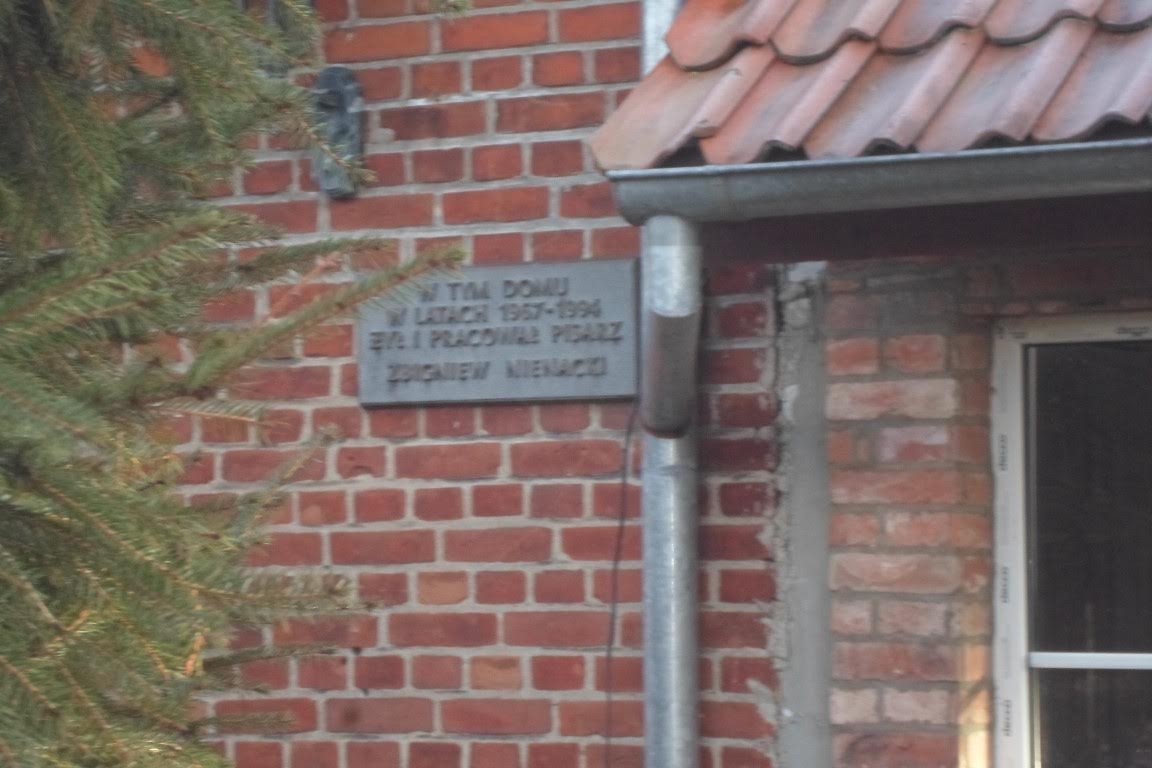 W TYM DOMU
W LATACH 1967-1994
ŻYŁ I PRACOWAŁ PISARZ
ZBIGNIEW NIENACKI